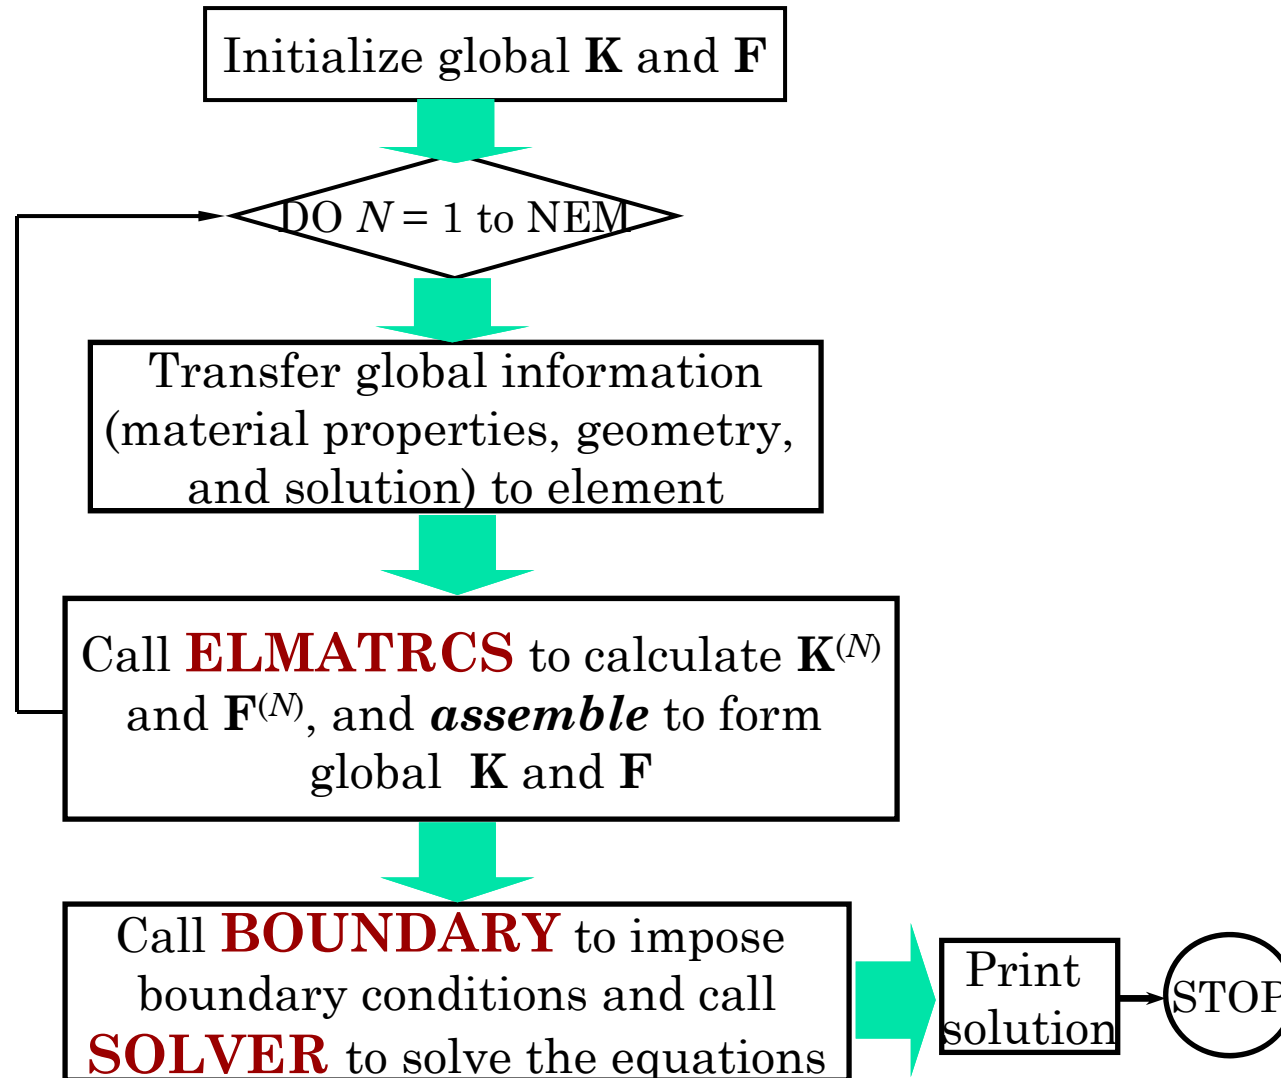 Initialize global K and F
DO N = 1 to NEM
Transfer global information
(material properties, geometry,
and solution) to element
Call ELMATRCS to calculate K(N)
and F(N), and assemble to form
global K and F
Call BOUNDARY to impose
boundary conditions and call
SOLVER to solve the equations
Print
solution
STOP